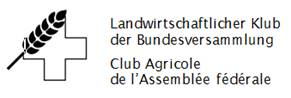 Landwirtschaftlicher Klub
der Bundesversammlung
Club Agricole
de l'Assemblée fédérale